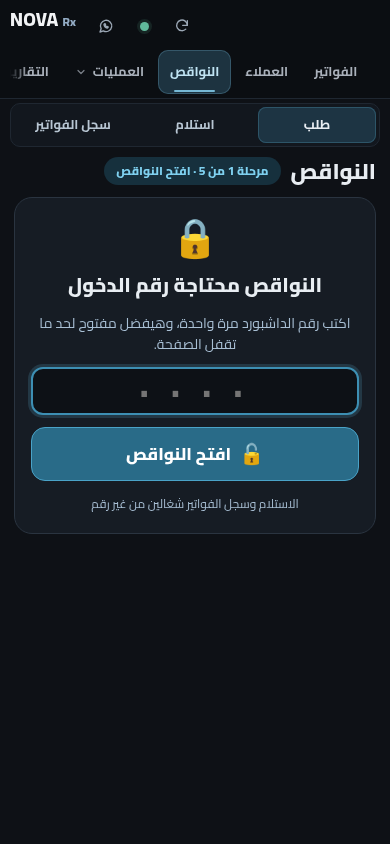 NOVA Rx
الفواتير
العملاء
النواقص
العمليات
التقارير
طلب
استلام
سجل الفواتير
النواقص
مرحلة 1 من 5 · افتح النواقص
النواقص محتاجة رقم الدخول
اكتب رقم الداشبورد مرة واحدة، وهيفضل مفتوح لحد ما
تقفل الصفحة.
افتح النواقص
الاستلام وسجل الفواتير شغالين من غير رقم